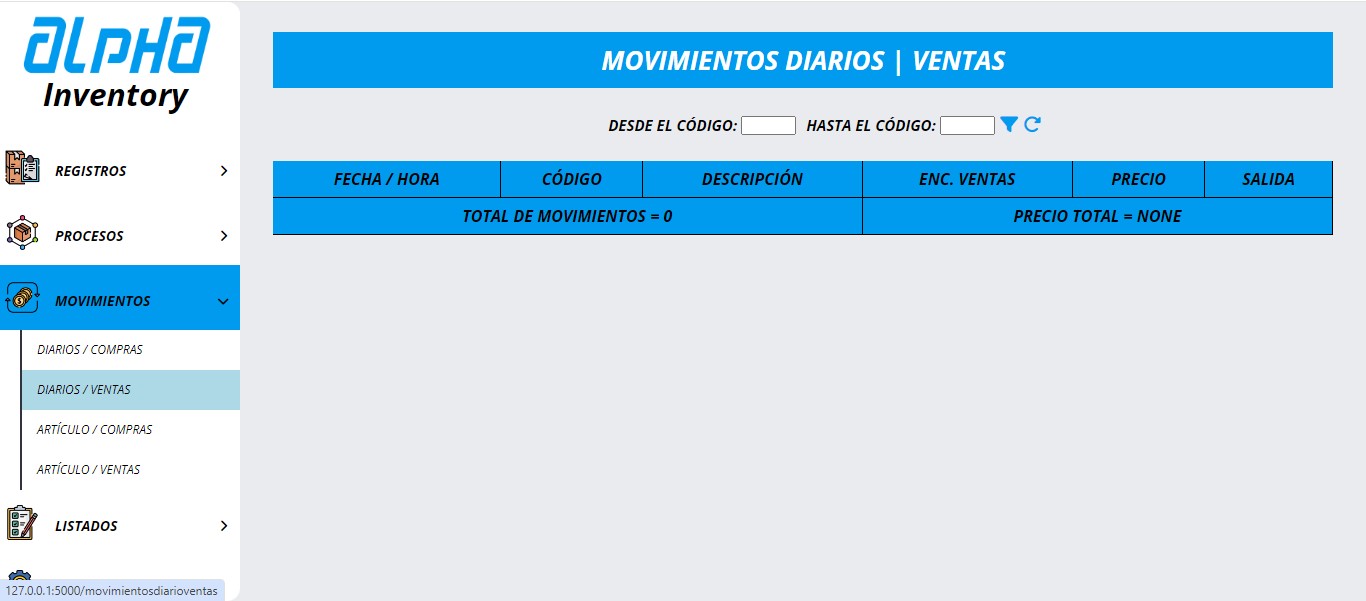 ALPHA
Inventory
REGISTROS
PROCESOS
MOVIMIENTOS
DIARIOS / COMPRAS
DIARIOS / VENTAS
ARTÍCULO / COMPRAS
ARTÍCULO / VENTAS
LISTADOS
127.0.0.1:5000/movimientosdiarioventas
MOVIMIENTOS DIARIOS | VENTAS
DESDE EL CÓDIGO: HASTA EL CÓDIGO:
FECHA / HORA CÓDIGO DESCRIPCIÓN ENC. VENTAS PRECIO SALIDA
TOTAL DE MOVIMIENTOS = 0 PRECIO TOTAL = NONE